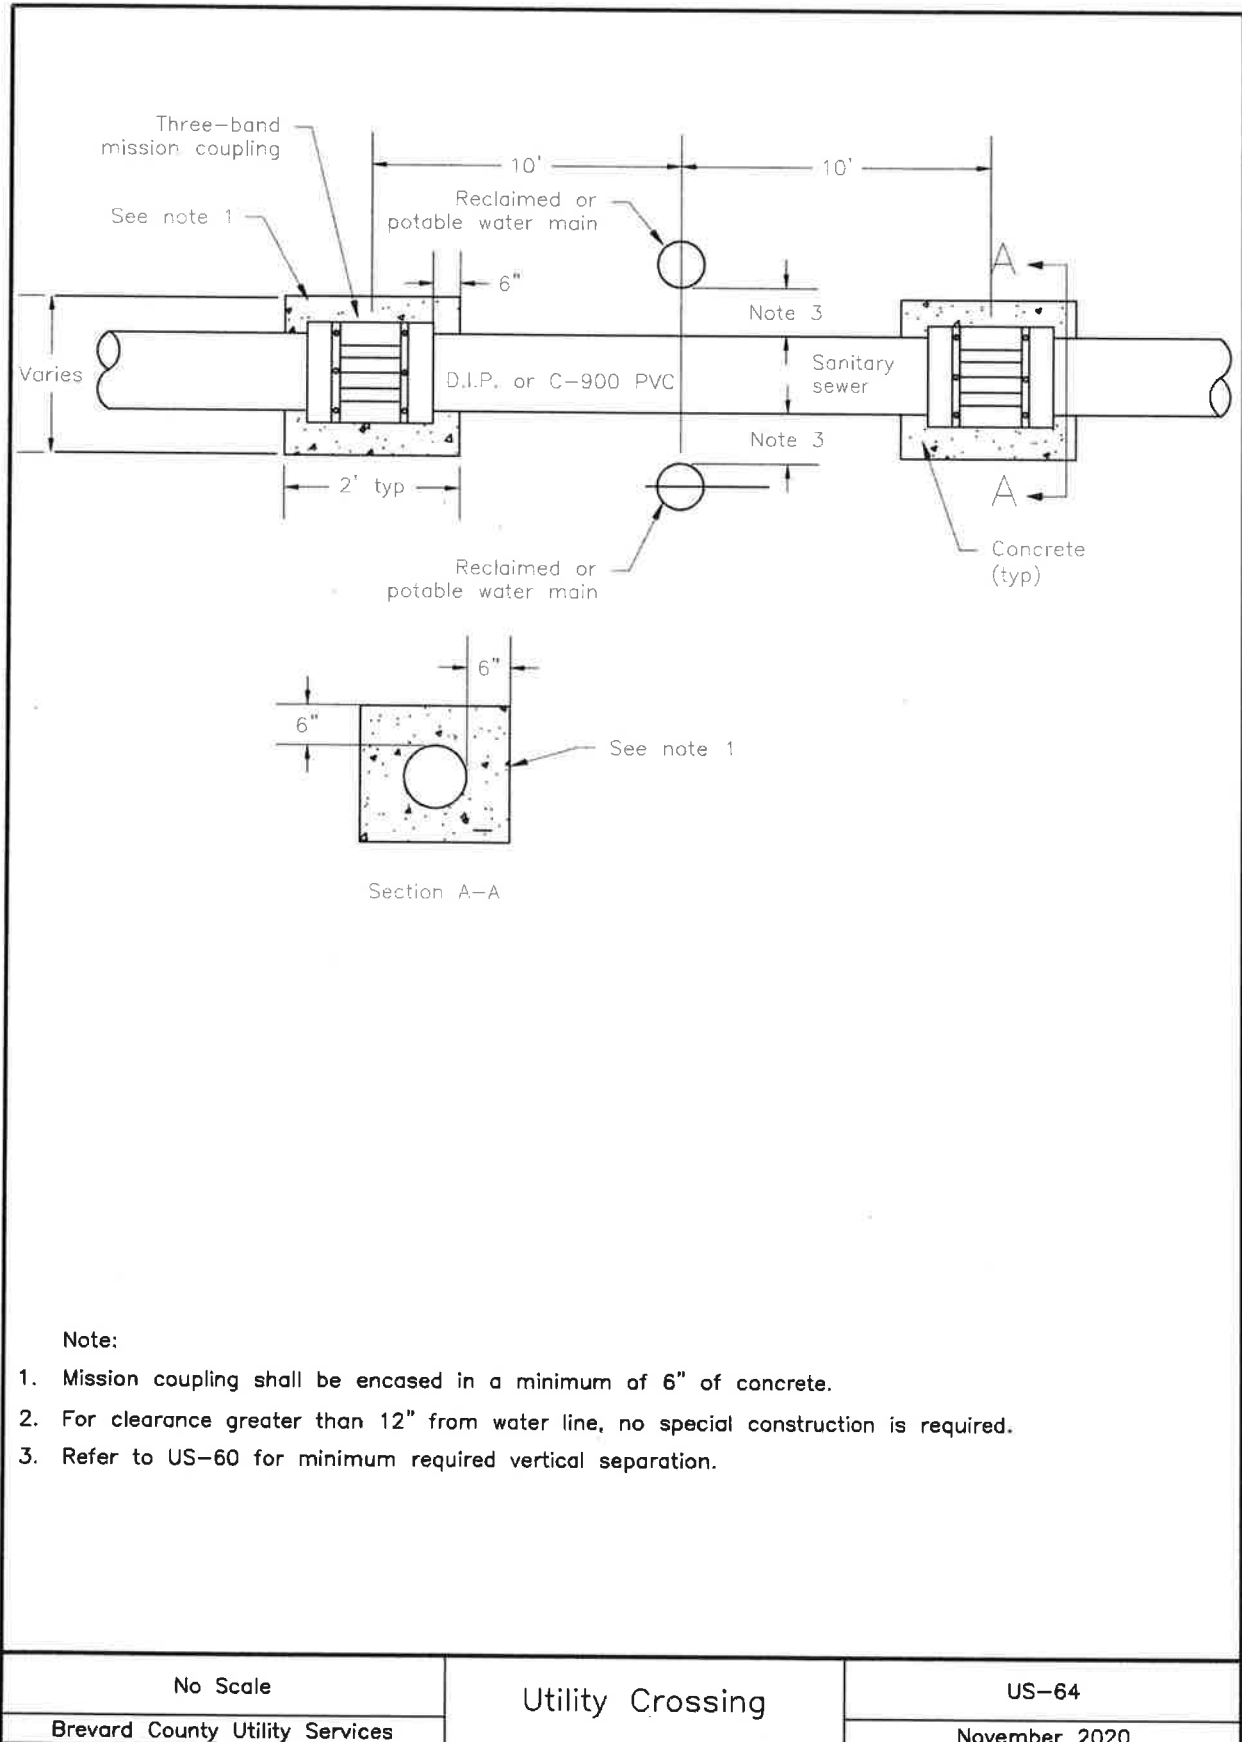 Three-band
mission coupling
See note 1
10'
10'
Reclaimed or
potable water main
6"
A
Note 3
Varies
D.I.P. or C-900 PVC
Sanitary
sewer
Note 3
2' typ
A
Reclaimed or
potable water main
Concrete
(typ)
6"
6"
See note 1
Section A-A
Note:
1. Mission coupling shall be encased in a minimum of 6" of concrete.
2. For clearance greater than 12" from water line, no special construction is required.
3. Refer to US-60 for minimum required vertical separation.
No Scale
Brevard County Utility Services
Utility Crossing
US-64
November 2020